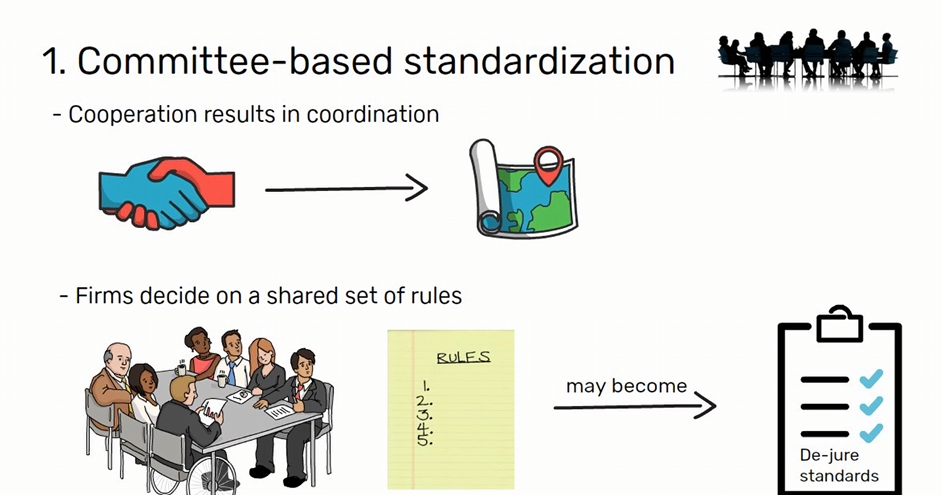 1. Committee-based standardization
- Cooperation results in coordination
- Firms decide on a shared set of rules
RULES
1.
2.
3.
4.
5.
may become
De-jure
standards